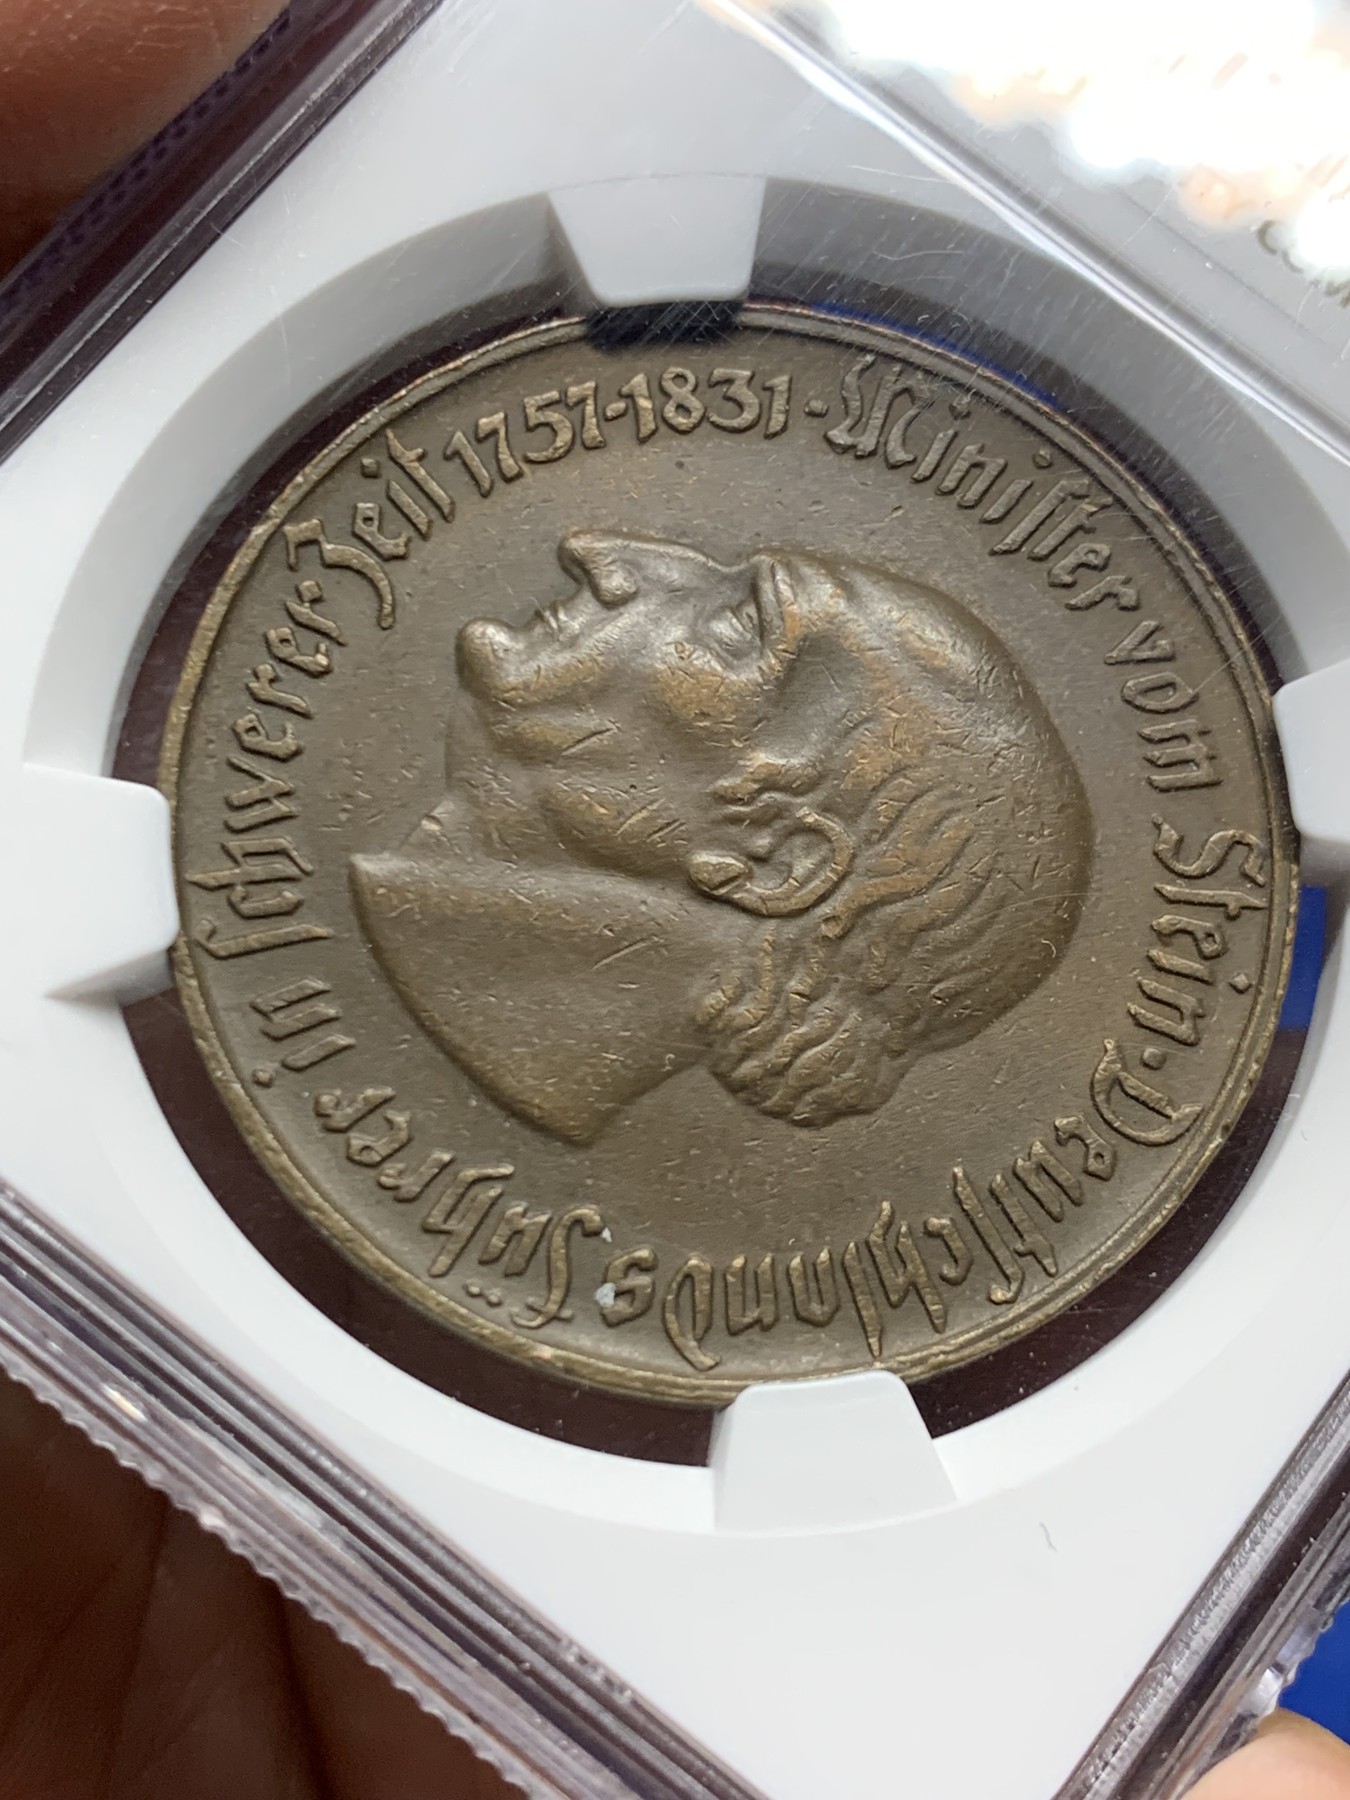 Minister vom Stein · Deutschlands Führer in schwerer Zeit 1757-1831 ·